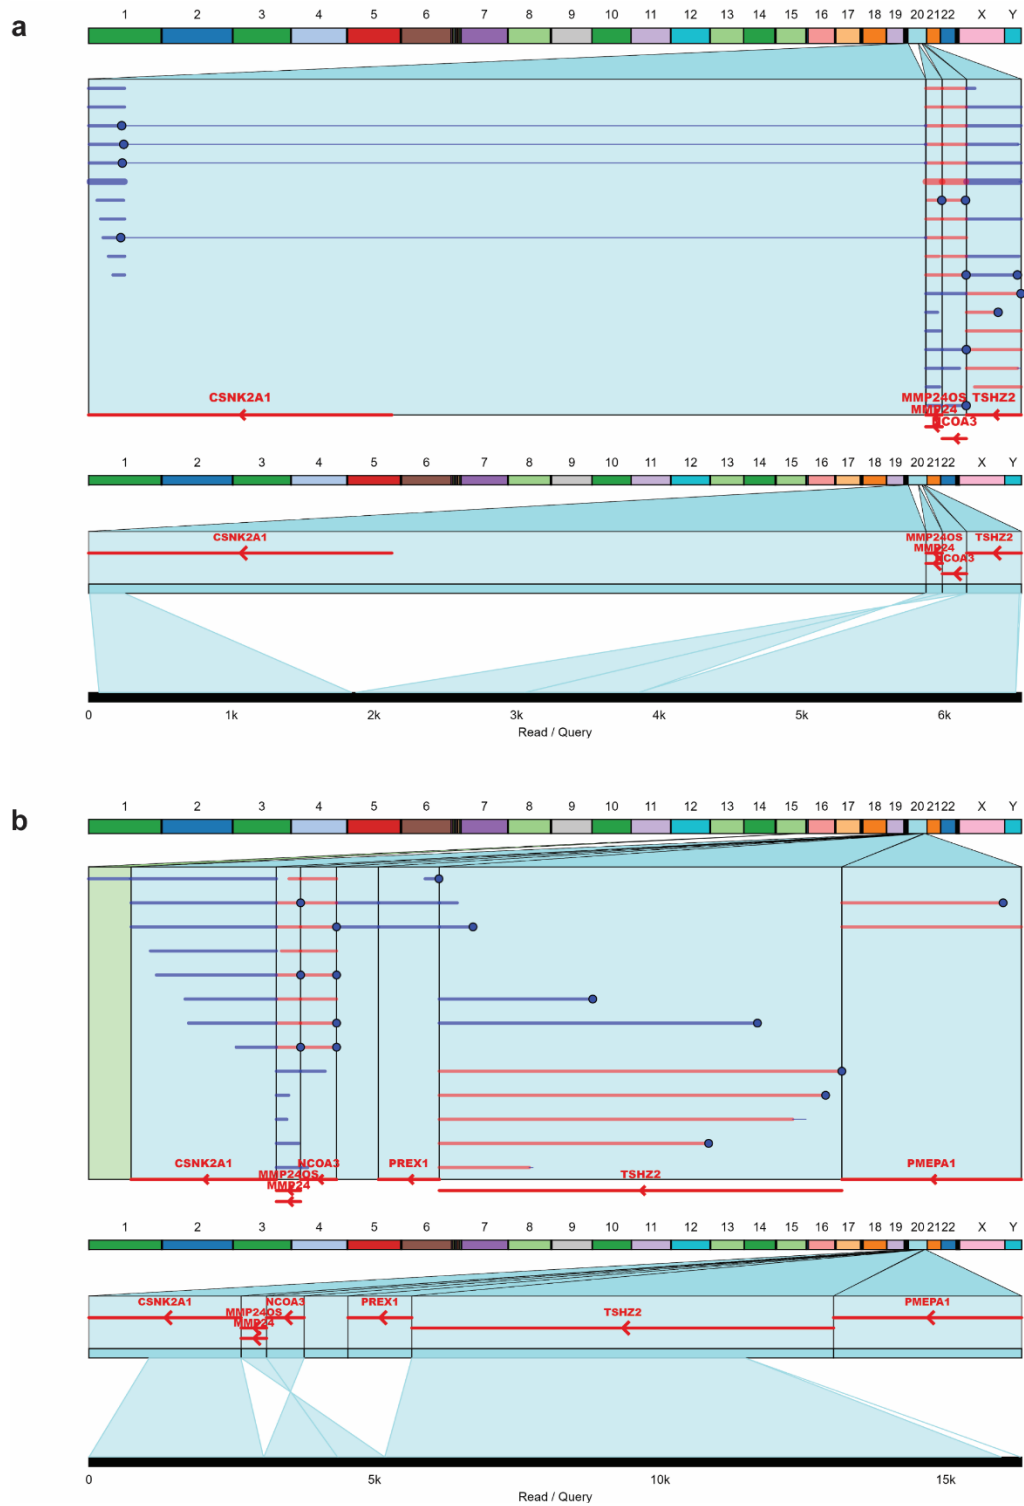 a
1 2 3 4 5 6 7 8 9 10 11 12 13 14 15 16 17 18 19 20 21 22 X Y
CSNK2A1
MMP24OS
TSHZ2
MMP24
NCOA3
1 2 3 4 5 6 7 8 9 10 11 12 13 14 15 16 17 18 19 20 21 22 X Y
CSNK2A1
MMP24OS
TSHZ2
MMP24
NCOA3
0 1k 2k 3k 4k 5k 6k
Read / Query
b
1 2 3 4 5 6 7 8 9 10 11 12 13 14 15 16 17 18 19 20 21 22 X Y
CSNK2A1
NCOA3
PREX1
PMEPA1
MMP24OS
TSHZ2
MMP24
1 2 3 4 5 6 7 8 9 10 11 12 13 14 15 16 17 18 19 20 21 22 X Y
CSNK2A1
NCOA3
PREX1
PMEPA1
MMP24OS
TSHZ2
MMP24
0 5k 10k 15k
Read / Query